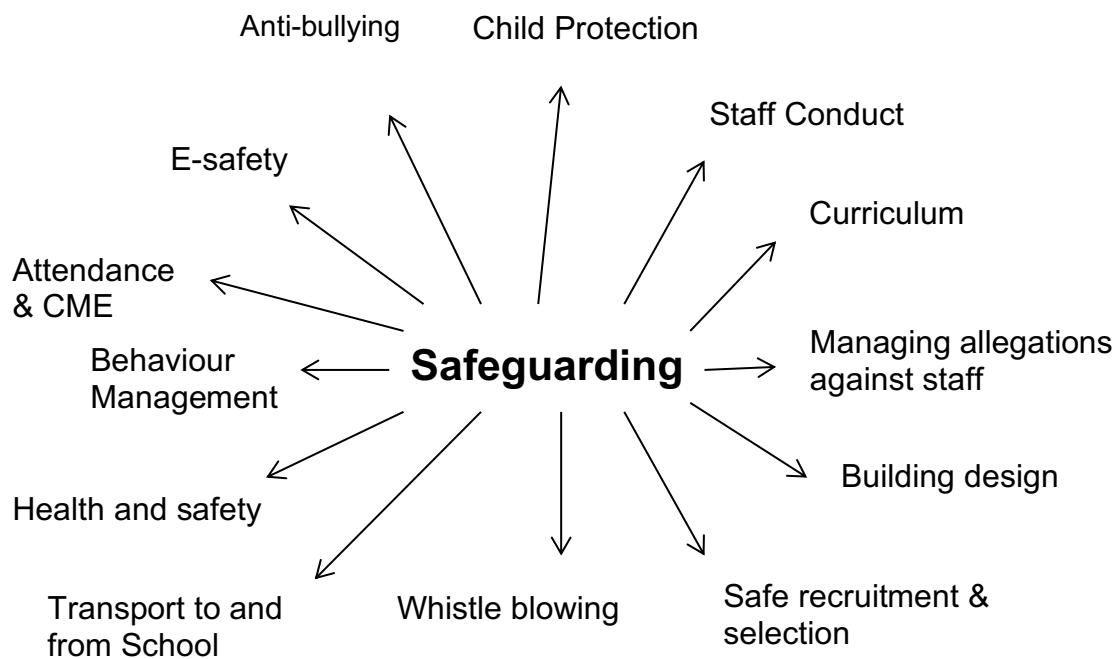 Anti-bullying
Child Protection
Staff Conduct
E-safety
Curriculum
Attendance
& CME
Managing allegations
against staff
Behaviour
Management
Safeguarding
Building design
Health and safety
Transport to and
from School
Whistle blowing
Safe recruitment &
selection